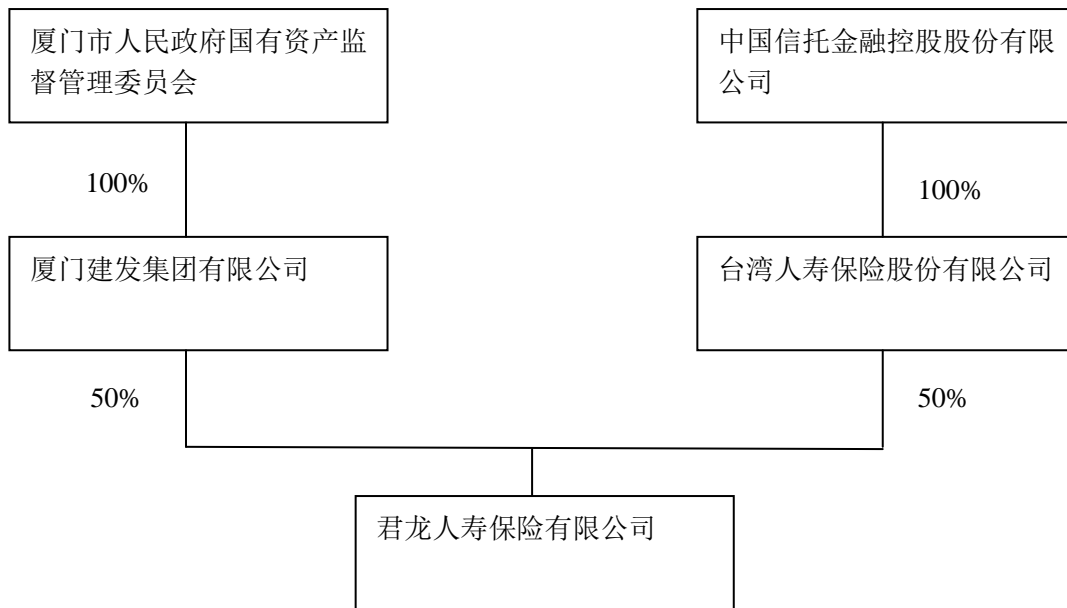 厦门市人民政府国有资产监
督管理委员会
中国信托金融控股股份有限
公司
100%
100%
厦门建发集团有限公司
台湾人寿保险股份有限公司
50%
50%
君龙人寿保险有限公司